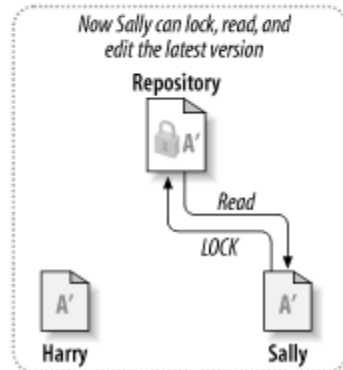 Now Sally can lock, read, and
edit the latest version
Repository
A′
Read
LOCK
A′
A′
Harry
Sally